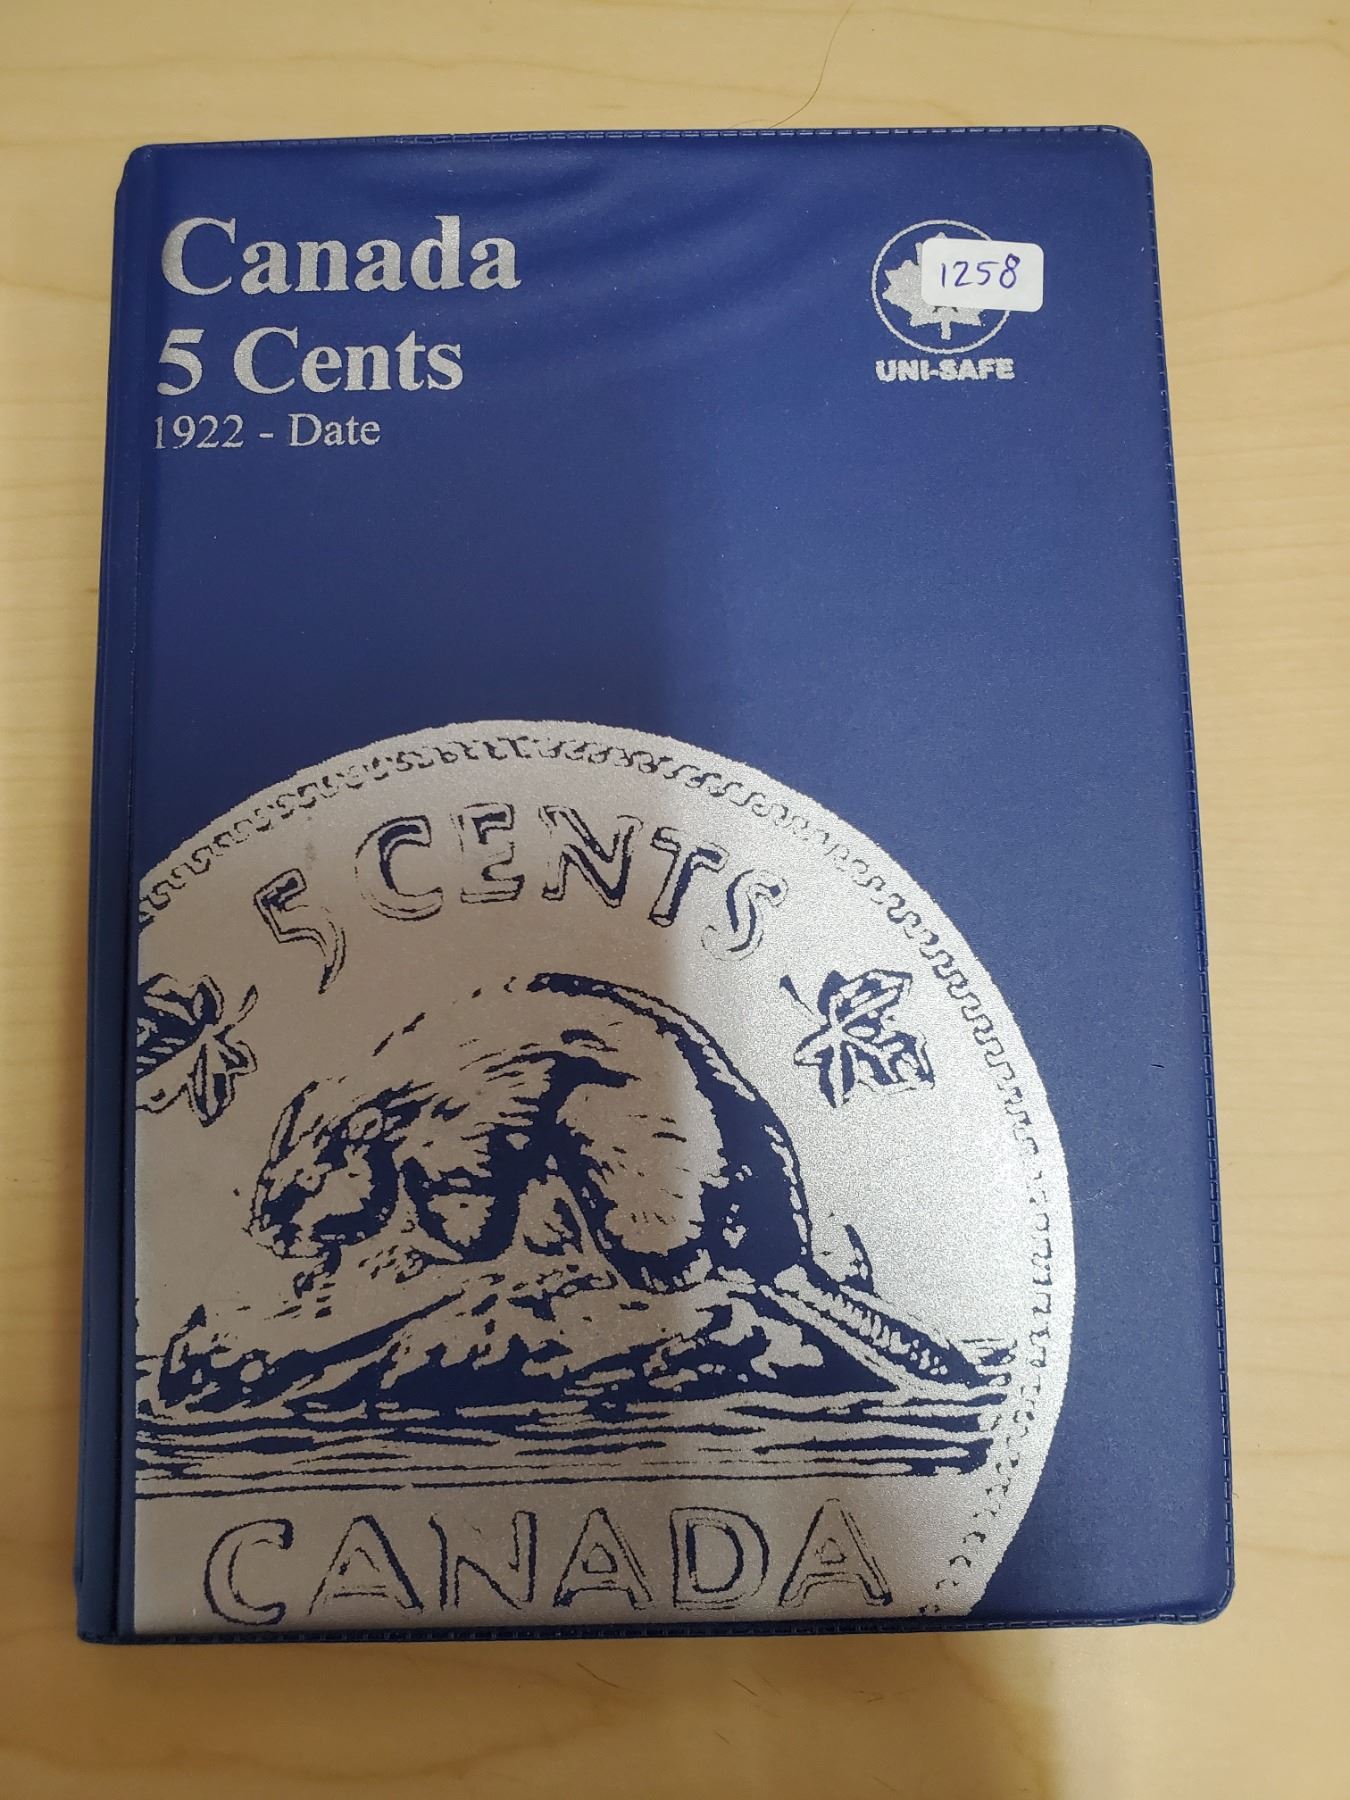 Canada
5 Cents
1922 - Date
1258
UNI-SAFE
5 CENTS
CANADA